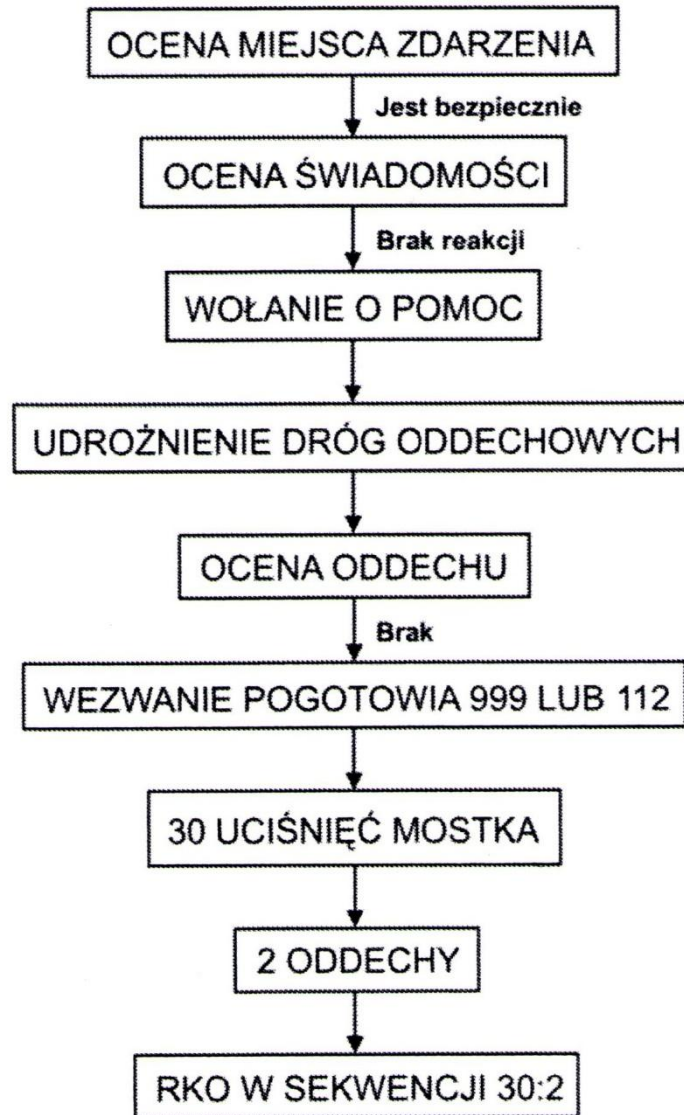 OCENA MIEJSCA ZDARZENIA
Jest bezpiecznie
OCENA ŚWIADOMOŚCI
Brak reakcji
WOŁANIE O POMOC
UDROŻNIENIE DRÓG ODDECHOWYCH
OCENA ODDECHU
Brak
WEZWANIE POGOTOWIA 999 LUB 112
30 UCIŚNIĘĆ MOSTKA
2 ODDECHY
RKO W SEKWENCJI 30:2